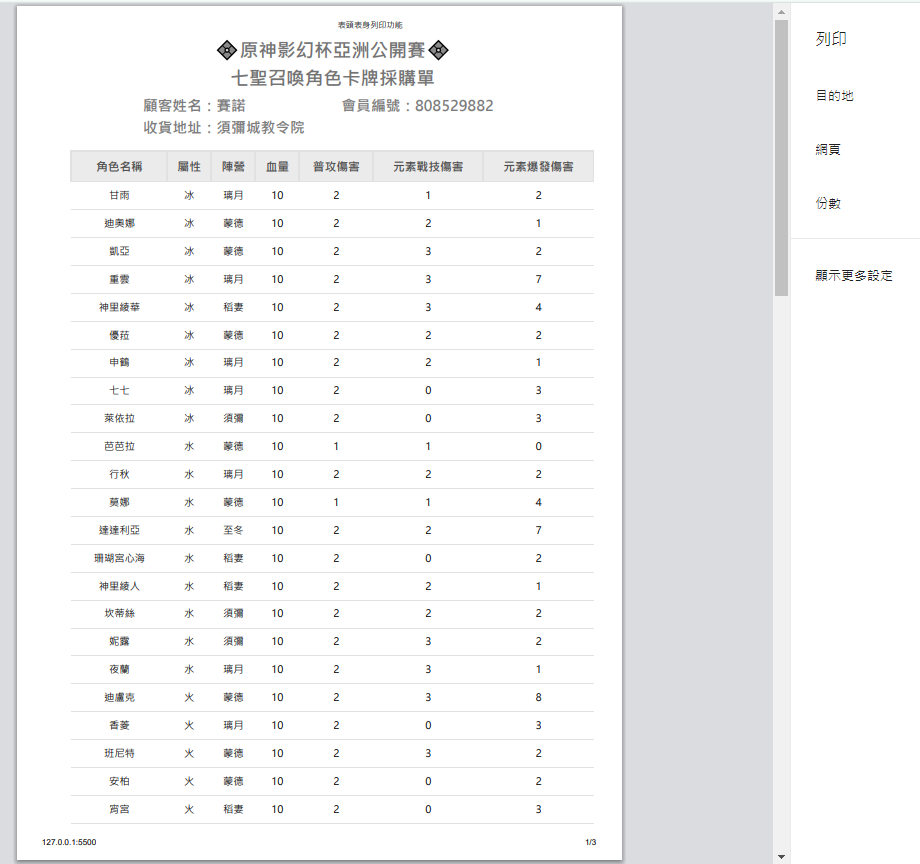 表頭表身列印功能
原神影幻杯亞洲公開賽
七聖召喚角色卡牌採購單
顧客姓名：賽諾 會員編號：808529882
收貨地址：須彌城教令院
角色名稱 屬性 陣營 血量 普攻傷害 元素戰技傷害 元素爆發傷害
甘雨 冰 璃月 10 2 1 2
迪奧娜 冰 蒙德 10 2 2 1
凱亞 冰 蒙德 10 2 3 2
重雲 冰 璃月 10 2 3 7
神里綾華 冰 稻妻 10 2 3 4
優菈 冰 蒙德 10 2 2 2
申鶴 冰 璃月 10 2 2 1
七七 冰 璃月 10 2 0 3
萊依拉 冰 須彌 10 2 0 3
芭芭拉 水 蒙德 10 1 1 0
行秋 水 璃月 10 2 2 2
莫娜 水 蒙德 10 1 1 4
達達利亞 水 至冬 10 2 2 7
珊瑚宮心海 水 稻妻 10 2 0 2
神里綾人 水 稻妻 10 2 2 1
坎蒂絲 水 須彌 10 2 2 2
妮露 水 須彌 10 2 3 2
夜蘭 水 璃月 10 2 3 1
迪盧克 火 蒙德 10 2 3 8
香菱 火 璃月 10 2 0 3
班尼特 火 蒙德 10 2 3 2
安柏 火 蒙德 10 2 0 2
宵宮 火 稻妻 10 2 0 3
127.0.0.1:5500 1/3
列印
目的地
網頁
份數
顯示更多設定